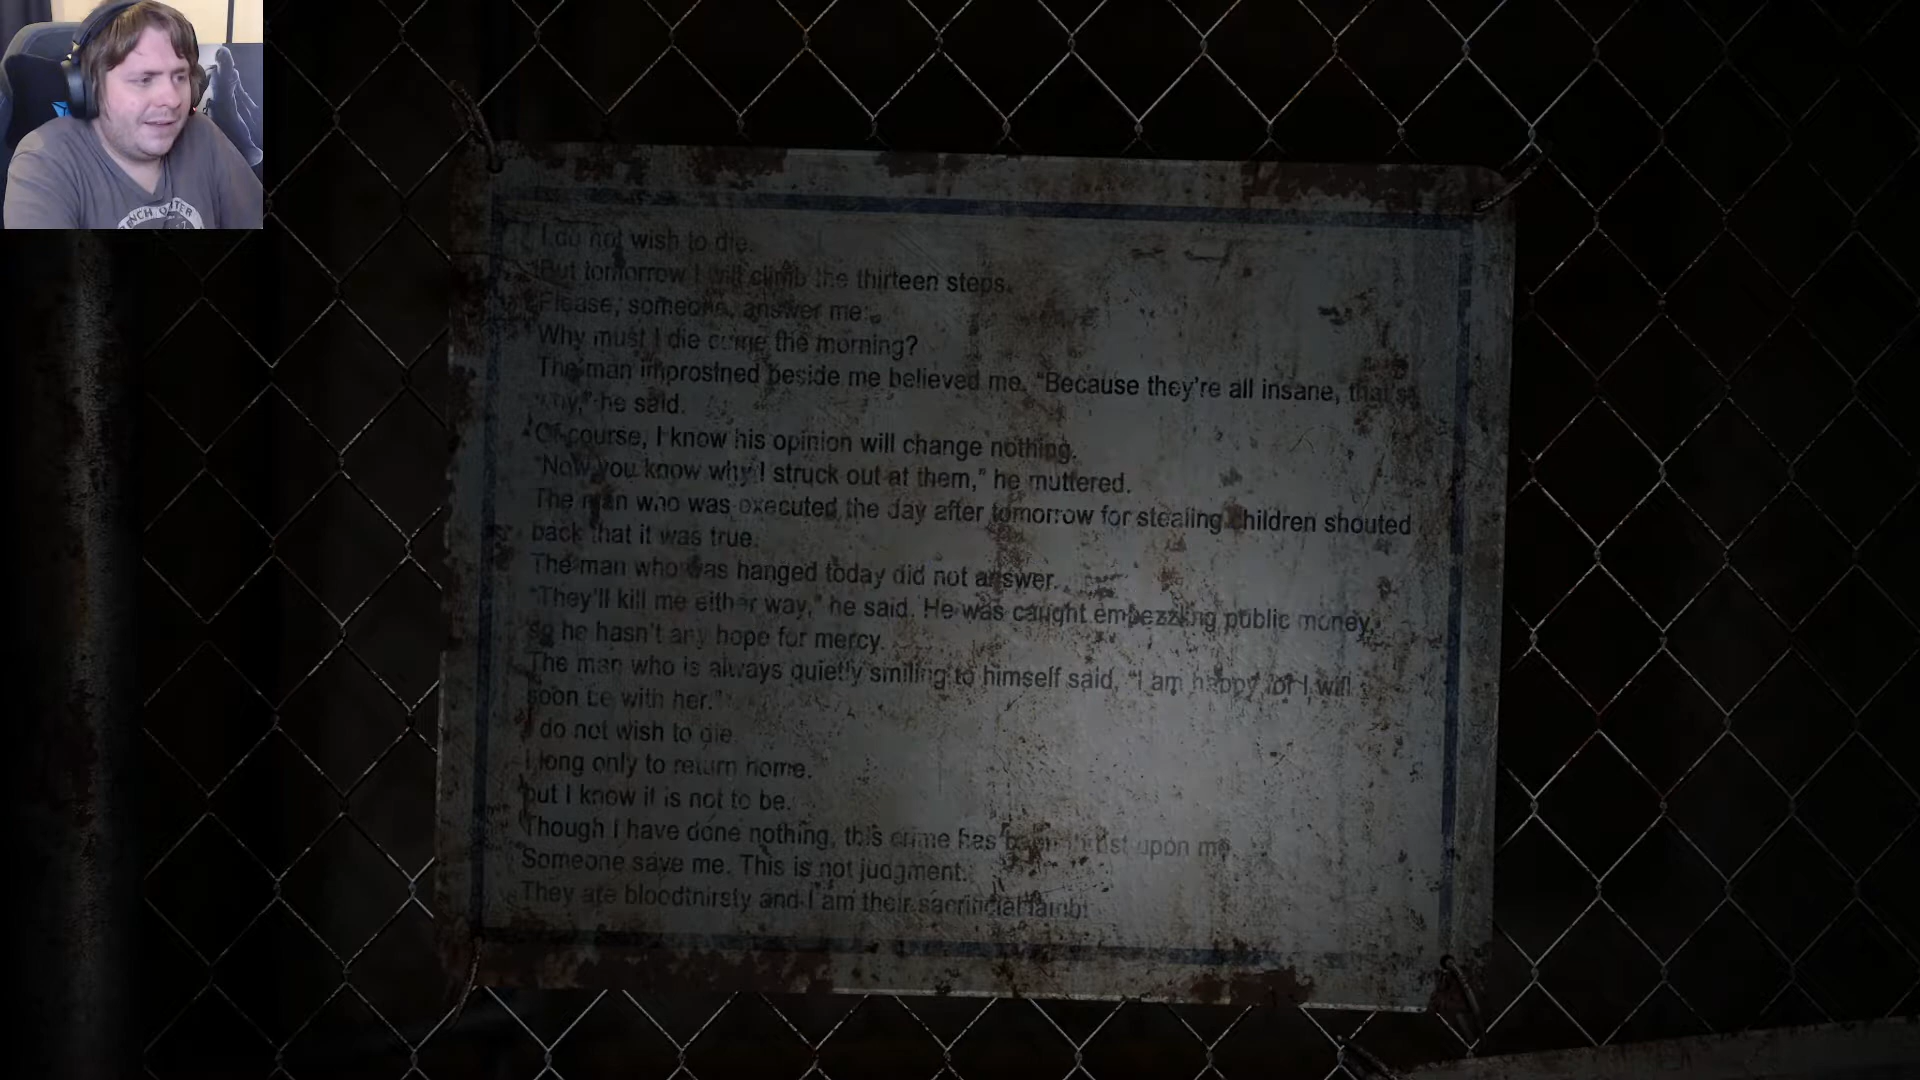 I do not wish to die.
But tomorrow I will climb the thirteen steps.
Please, someone, answer me.
Why must I die come the morning?
The man improsined beside me believed me. “Because they're all insane, that's
why,” he said.
Of course, I know his opinion will change nothing.
“Now you know why I struck out at them,” he muttered.
The man who was executed the day after tomorrow for stealing children shouted
back that it was true.
The man who was hanged today did not answer.
“They'll kill me either way,” he said. He was caught embezzling public money,
so he hasn't any hope for mercy.
The man who is always quietly smiling to himself said, “I am happy, for I will
soon be with her.”
I do not wish to die.
I long only to return home.
but I know it is not to be.
Though I have done nothing, this crime has been thrust upon me.
Someone save me. This is not judgment.
They are bloodthirsty and I am their sacrificial lamb!